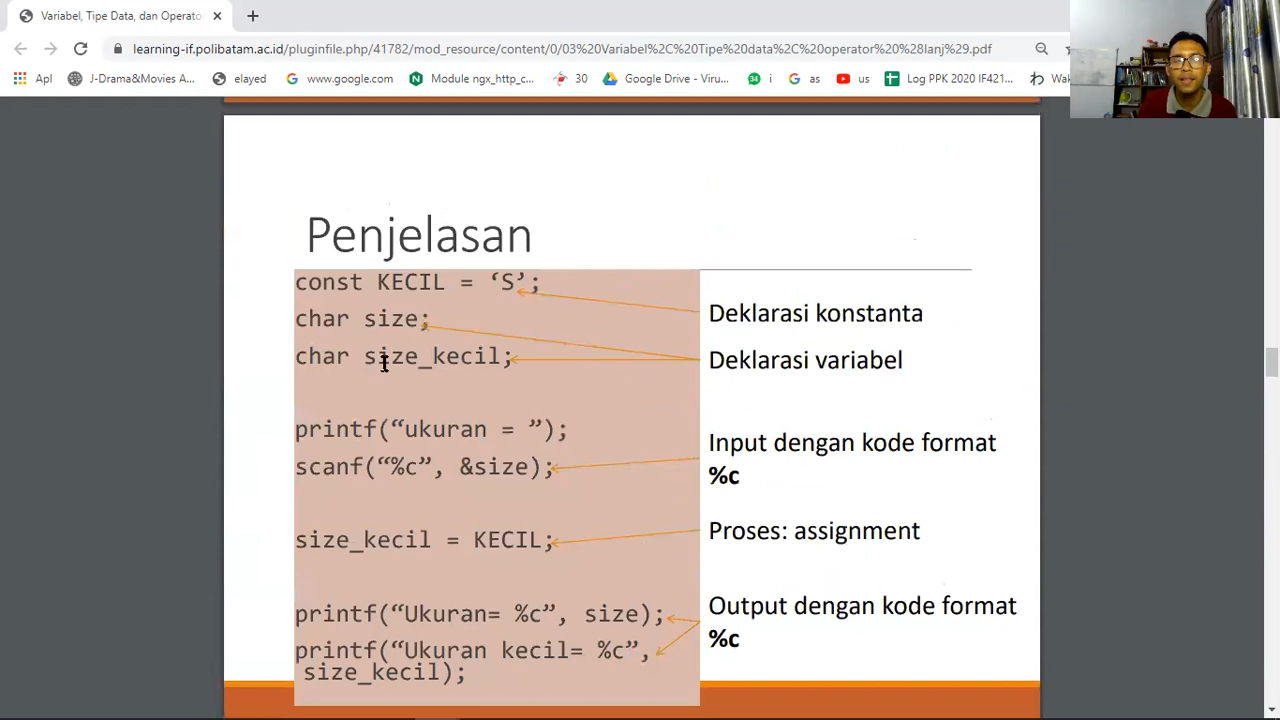 Variabel, Tipe Data, dan Operato
learning-if.polibatam.ac.id/pluginfile.php/41782/mod_resource/content/0/03%20Variabel%2C%20Tipe%20data%2C%20operator%20%28lanj%29.pdf
Apl J-Drama&Movies A... elayed www.google.com Module ngx_http_c... 30 Google Drive - Viru... 34 i as us Log PPK 2020 IF421... Wak
Penjelasan
const KECIL = ‘S’;
char size;
char size_kecil;
printf(“ukuran = ”);
scanf(“%c”, &size);
size_kecil = KECIL;
printf(“Ukuran= %c”, size);
printf(“Ukuran kecil= %c”,
size_kecil);
Deklarasi konstanta
Deklarasi variabel
Input dengan kode format
%c
Proses: assignment
Output dengan kode format
%c